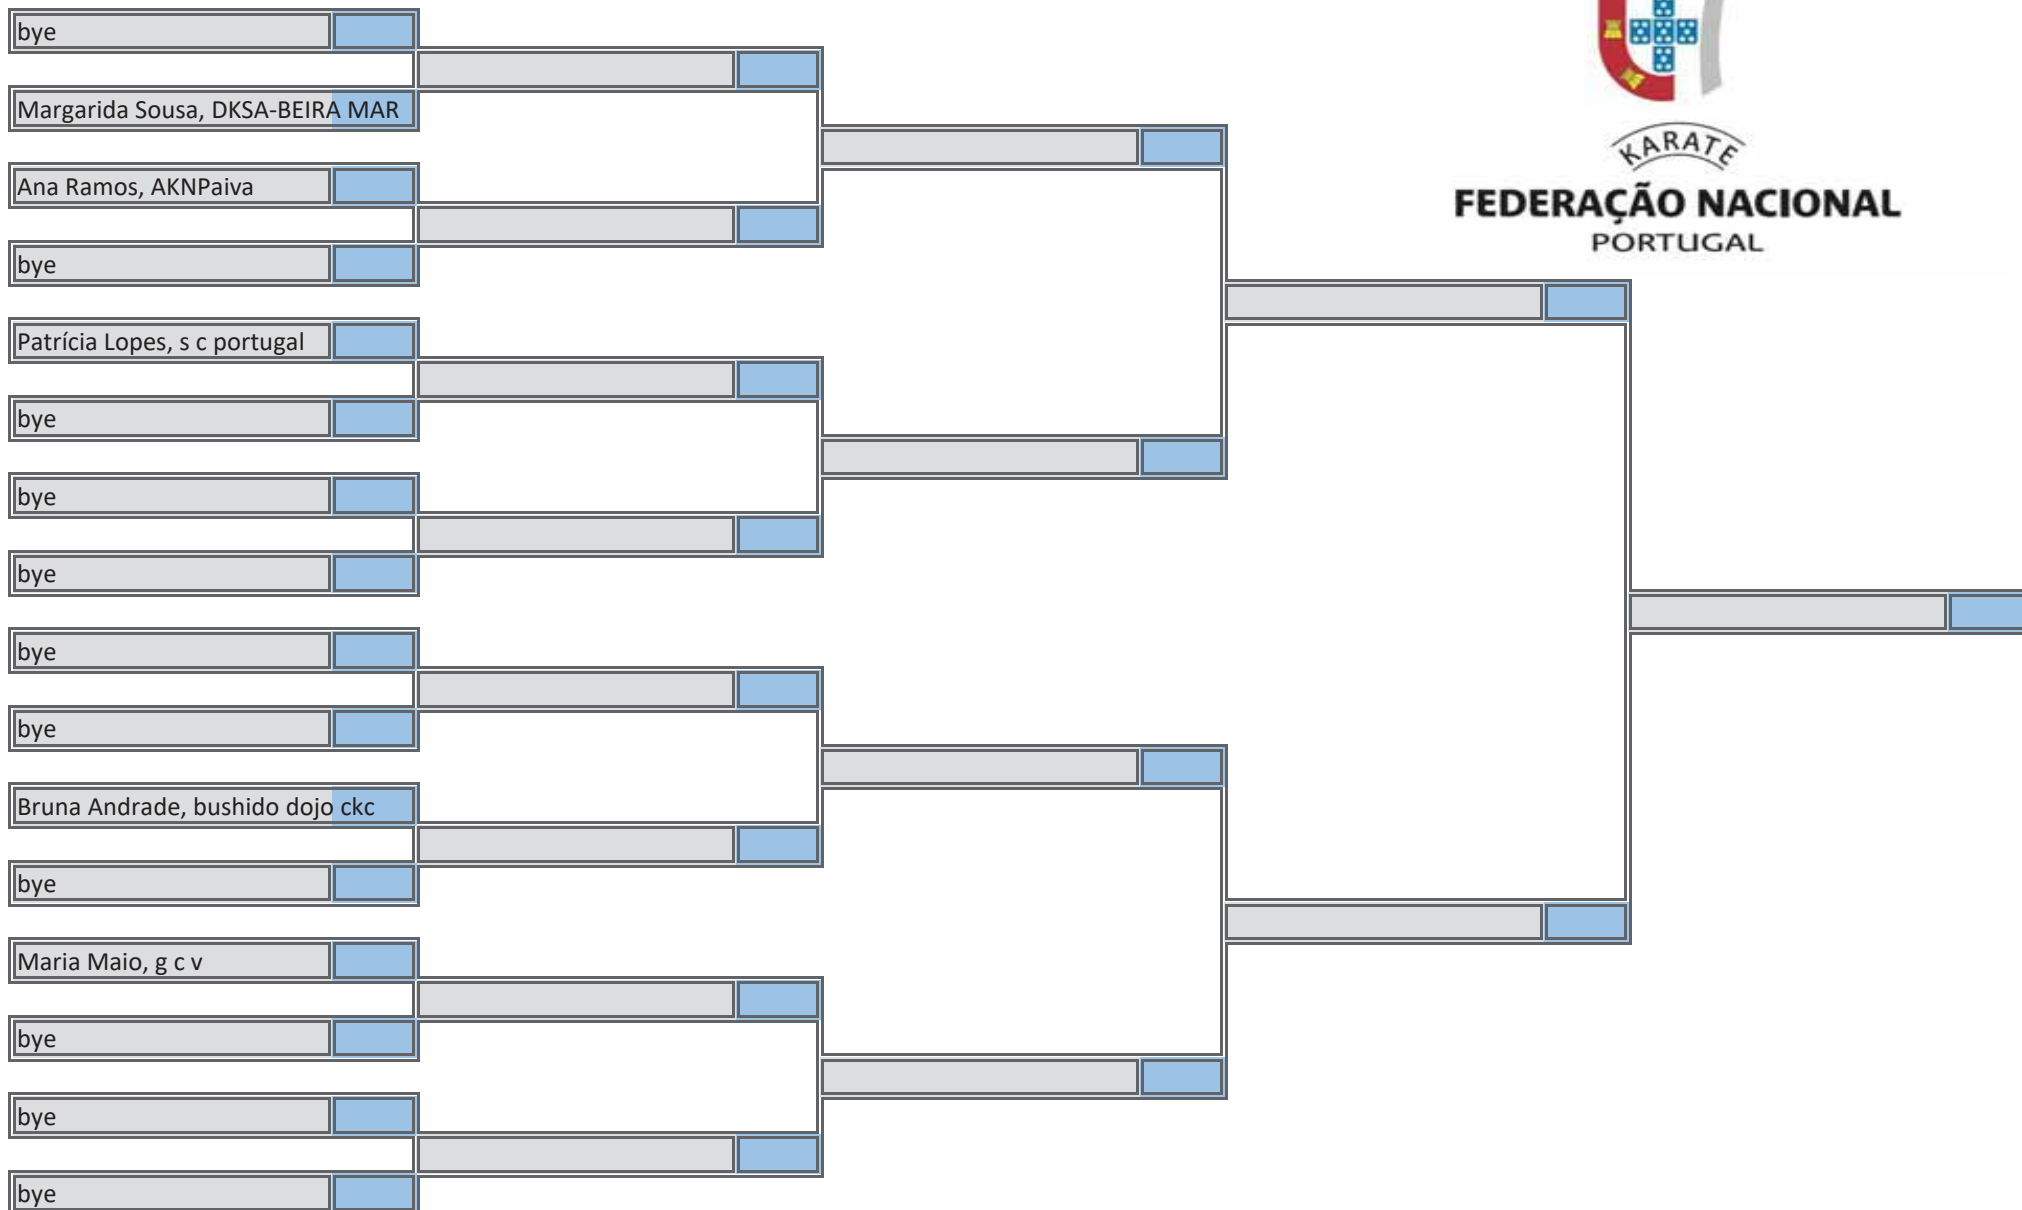 bye
Margarida Sousa, DKSA-BEIRA MAR
Ana Ramos, AKNPaiva
bye
Patrícia Lopes, s c portugal
bye
bye
bye
bye
bye
Bruna Andrade, bushido dojo ckc
bye
Maria Maio, g c v
bye
bye
bye
KARATE
FEDERAÇÃO NACIONAL
PORTUGAL